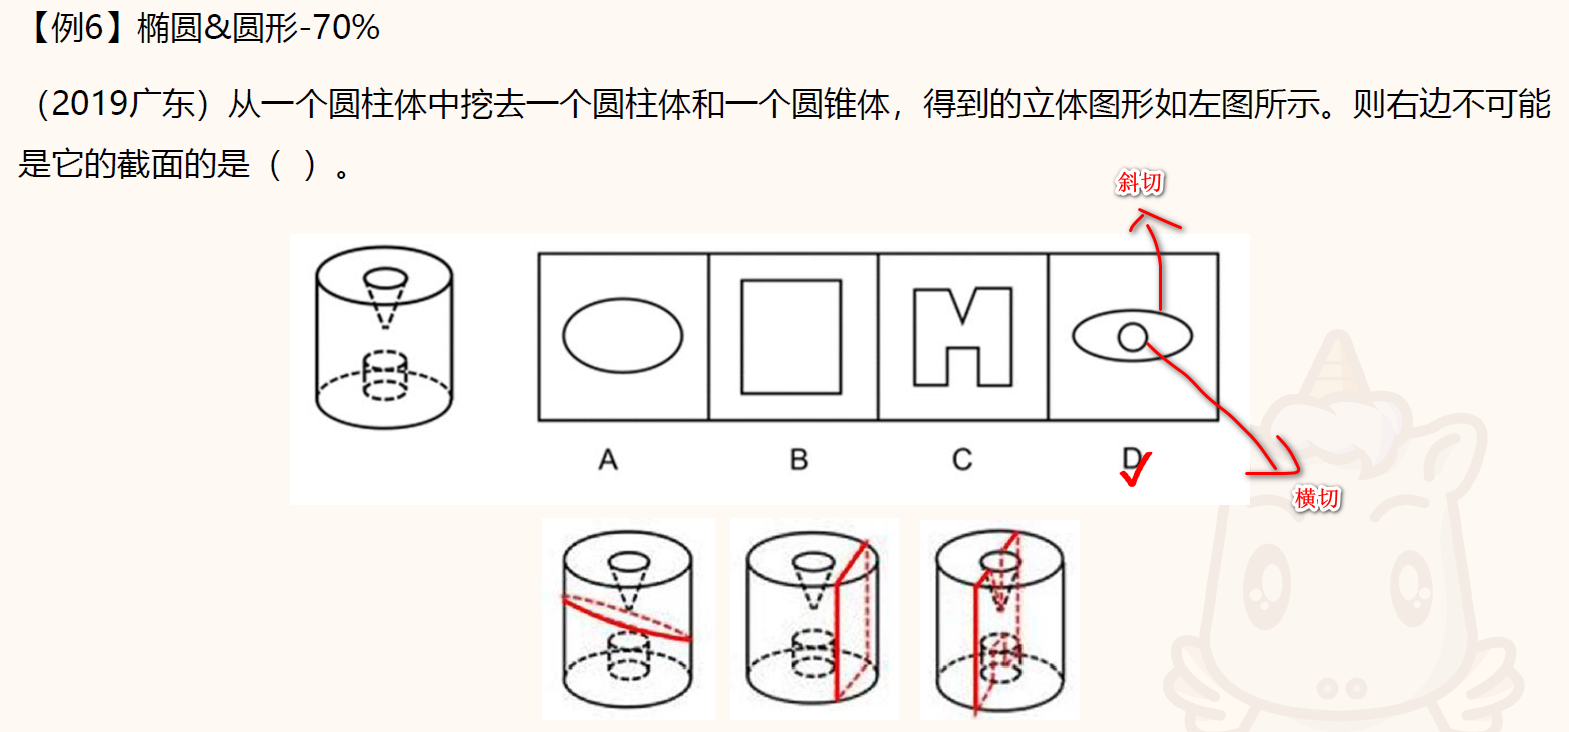 【例6】椭圆&圆形-70%
（2019广东）从一个圆柱体中挖去一个圆柱体和一个圆锥体，得到的立体图形如左图所示。则右边不可能
是它的截面的是（  ）。
斜切
A
B
C
D
横切